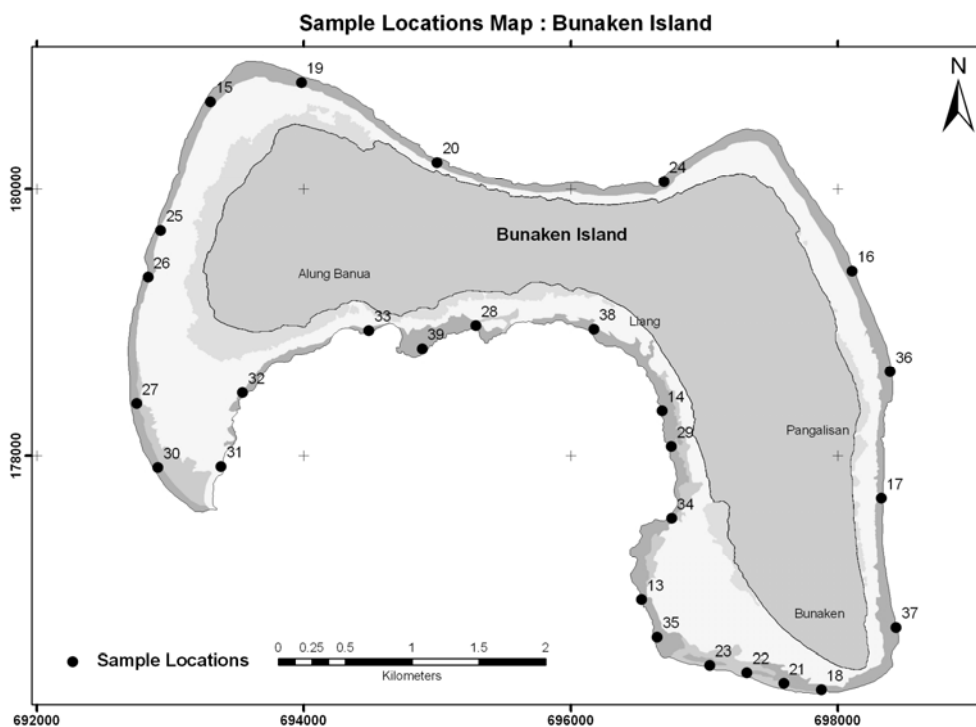 Sample Locations Map : Bunaken Island
N
19
15
20
24
180000
25
Bunaken Island
16
26
Alung Banua
33
28
38
Liang
39
36
32
27
14
Pangalisan
29
178000
30
31
17
34
13
Bunaken
37
35
Sample Locations
0 0.25 0.5 1 1.5 2
Kilometers
23
22
21
18
692000 694000 696000 698000